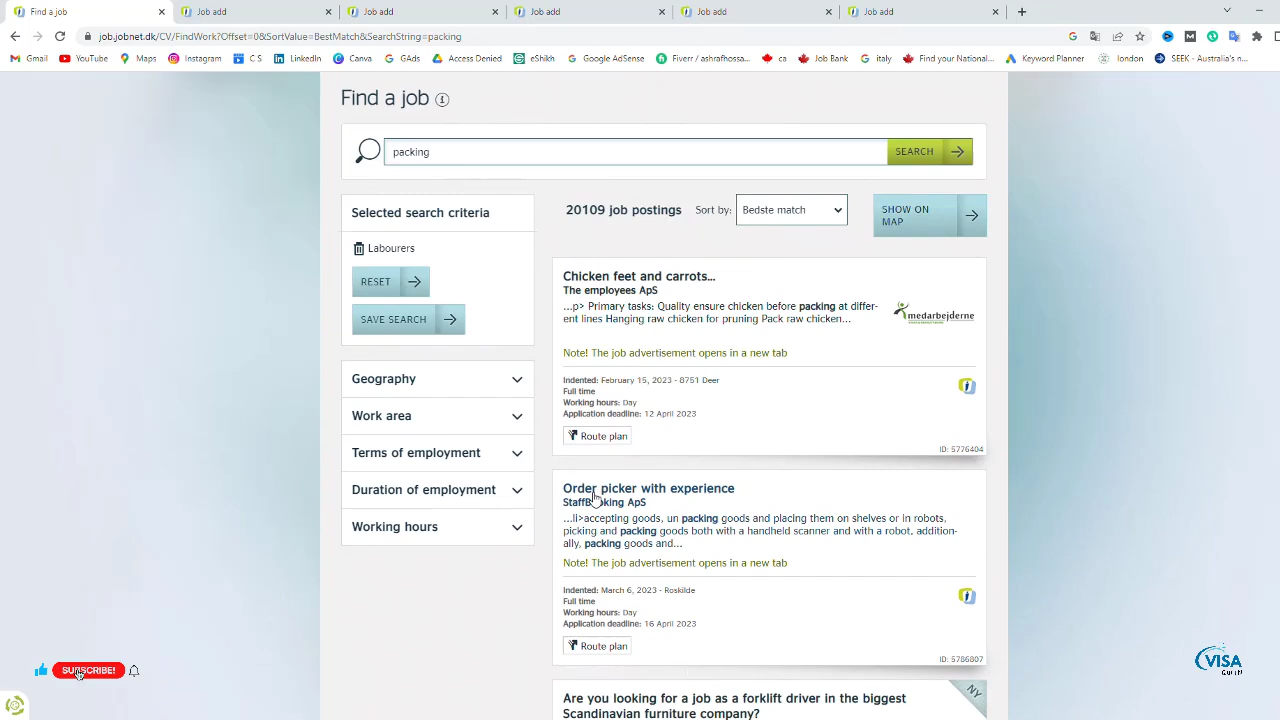 Find a job
Job add
Job add
Job add
Job add
Job add
job.jobnet.dk/CV/FindWork?Offset=0&SortValue=BestMatch&SearchString=packing
Gmail
YouTube
Maps
Instagram
C S
LinkedIn
Canva
GAds
Access Denied
eShikh
Google AdSense
Fiverr / ashrafhossa...
ca
Job Bank
italy
Find your National...
Keyword Planner
london
SEEK - Australia's n...
Find a job
packing
SEARCH
Selected search criteria
Labourers
RESET
SAVE SEARCH
Geography
Work area
Terms of employment
Duration of employment
Working hours
20109 job postings
Sort by:
Bedste match
SHOW ON
MAP
Chicken feet and carrots...
The employees ApS
...p> Primary tasks: Quality ensure chicken before packing at differ-
ent lines Hanging raw chicken for pruning Pack raw chicken...
medarbejderne
Note! The job advertisement opens in a new tab
Indented: February 15, 2023 - 8751 Deer
Full time
Working hours: Day
Application deadline: 12 April 2023
Route plan
ID: 5776404
Order picker with experience
StaffBooking ApS
...li>accepting goods, un packing goods and placing them on shelves or in robots,
picking and packing goods both with a handheld scanner and with a robot, addition-
ally, packing goods and...
Note! The job advertisement opens in a new tab
Indented: March 6, 2023 - Roskilde
Full time
Working hours: Day
Application deadline: 16 April 2023
Route plan
ID: 5786807
Are you looking for a job as a forklift driver in the biggest
Scandinavian furniture company?
NY
SUBSCRIBE!
VISA